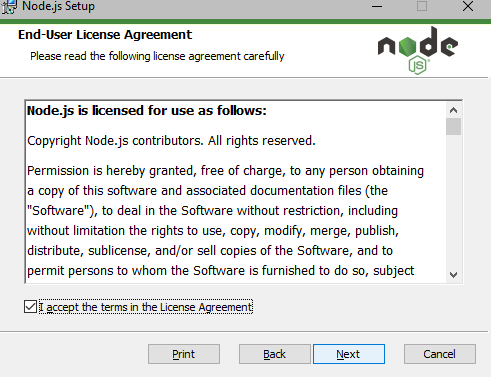 Node.js Setup
End-User License Agreement
Please read the following license agreement carefully
node
JS
Node.js is licensed for use as follows:
Copyright Node.js contributors. All rights reserved.
Permission is hereby granted, free of charge, to any person obtaining
a copy of this software and associated documentation files (the
"Software"), to deal in the Software without restriction, including
without limitation the rights to use, copy, modify, merge, publish,
distribute, sublicense, and/or sell copies of the Software, and to
permit persons to whom the Software is furnished to do so, subject
I accept the terms in the License Agreement
Print
Back
Next
Cancel